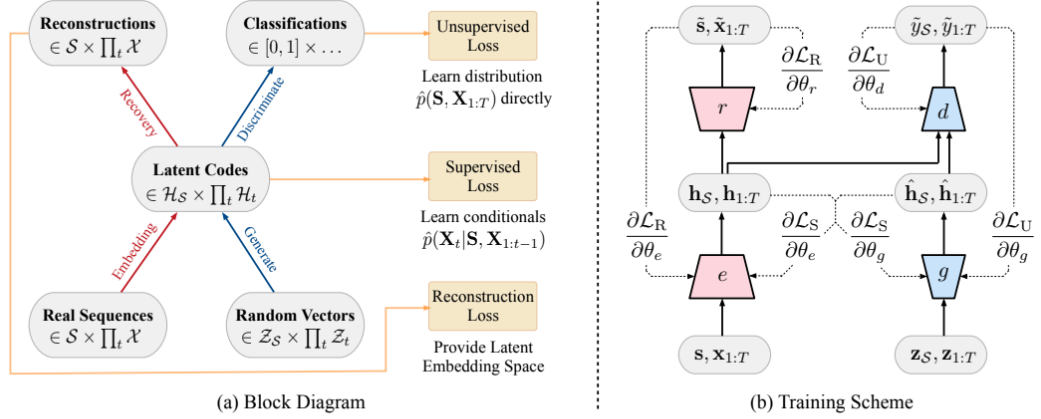 Reconstructions
∈ 𝒮 × ∏ₜ 𝒳
Classifications
∈ [0, 1] × …
Unsupervised
Loss
Learn distribution
p̂(𝐒, 𝐗₁:T) directly
Recovery
Discriminate
Latent Codes
∈ ℋ𝒮 × ∏ₜ ℋₜ
Supervised
Loss
Learn conditionals
p̂(𝐗ₜ|𝐒, 𝐗₁:ₜ₋₁)
Embedding
Generate
Real Sequences
∈ 𝒮 × ∏ₜ 𝒳
Random Vectors
∈ 𝒵𝒮 × ∏ₜ 𝒵ₜ
Reconstruction
Loss
Provide Latent
Embedding Space
(a) Block Diagram
s̃, x̃₁:T
ỹ𝒮, ỹ₁:T
∂ℒR
∂θr
∂ℒU
∂θd
r
d
h𝒮, h₁:T
ĥ𝒮, ĥ₁:T
∂ℒR
∂θe
∂ℒS
∂θe
∂ℒS
∂θg
∂ℒU
∂θg
e
g
s, x₁:T
z𝒮, z₁:T
(b) Training Scheme